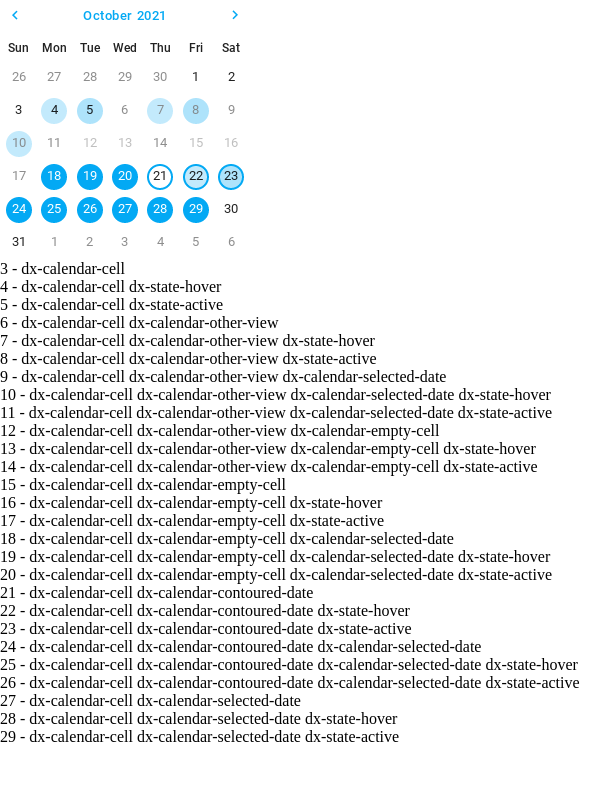 October 2021
Sun Mon Tue Wed Thu Fri Sat
26 27 28 29 30 1 2
3 4 5 6 7 8 9
10 11 12 13 14 15 16
17 18 19 20 21 22 23
24 25 26 27 28 29 30
31 1 2 3 4 5 6
3 - dx-calendar-cell
4 - dx-calendar-cell dx-state-hover
5 - dx-calendar-cell dx-state-active
6 - dx-calendar-cell dx-calendar-other-view
7 - dx-calendar-cell dx-calendar-other-view dx-state-hover
8 - dx-calendar-cell dx-calendar-other-view dx-state-active
9 - dx-calendar-cell dx-calendar-other-view dx-calendar-selected-date
10 - dx-calendar-cell dx-calendar-other-view dx-calendar-selected-date dx-state-hover
11 - dx-calendar-cell dx-calendar-other-view dx-calendar-selected-date dx-state-active
12 - dx-calendar-cell dx-calendar-other-view dx-calendar-empty-cell
13 - dx-calendar-cell dx-calendar-other-view dx-calendar-empty-cell dx-state-hover
14 - dx-calendar-cell dx-calendar-other-view dx-calendar-empty-cell dx-state-active
15 - dx-calendar-cell dx-calendar-empty-cell
16 - dx-calendar-cell dx-calendar-empty-cell dx-state-hover
17 - dx-calendar-cell dx-calendar-empty-cell dx-state-active
18 - dx-calendar-cell dx-calendar-empty-cell dx-calendar-selected-date
19 - dx-calendar-cell dx-calendar-empty-cell dx-calendar-selected-date dx-state-hover
20 - dx-calendar-cell dx-calendar-empty-cell dx-calendar-selected-date dx-state-active
21 - dx-calendar-cell dx-calendar-contoured-date
22 - dx-calendar-cell dx-calendar-contoured-date dx-state-hover
23 - dx-calendar-cell dx-calendar-contoured-date dx-state-active
24 - dx-calendar-cell dx-calendar-contoured-date dx-calendar-selected-date
25 - dx-calendar-cell dx-calendar-contoured-date dx-calendar-selected-date dx-state-hover
26 - dx-calendar-cell dx-calendar-contoured-date dx-calendar-selected-date dx-state-active
27 - dx-calendar-cell dx-calendar-selected-date
28 - dx-calendar-cell dx-calendar-selected-date dx-state-hover
29 - dx-calendar-cell dx-calendar-selected-date dx-state-active